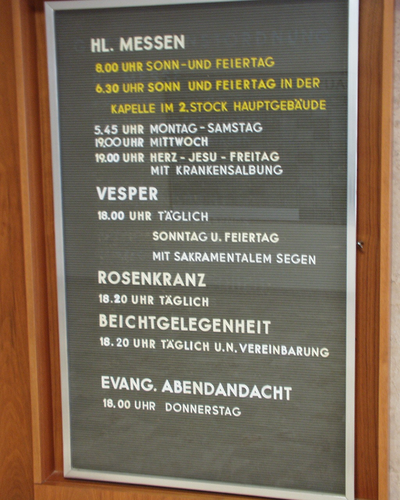 HL. MESSEN
8.00 UHR SONN-UND FEIERTAG
6.30 UHR SONN UND FEIERTAG IN DER
KAPELLE IM 2.STOCK HAUPTGEBÄUDE
5.45 UHR MONTAG-SAMSTAG
19.00UHR MITTWOCH
19.00 UHR HERZ-JESU-FREITAG
MIT KRANKENSALBUNG
VESPER
18.00 UHR TÄGLICH
SONNTAG U. FEIERTAG
MIT SAKRAMENTALEM SEGEN
ROSENKRANZ
18.20 UHR TÄGLICH
BEICHTGELEGENHEIT
18.20 UHR TÄGLICH U.N.VEREINBARUNG
EVANG. ABENDANDACHT
18.00 UHR DONNERSTAG